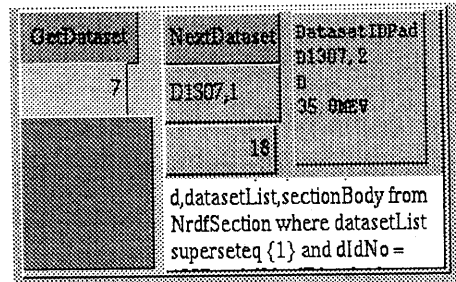 GetDataset
7
NextDataset
D1307,1
18
DatasetIDPad
D1307,2
D
35 0MEV
d,datasetList,sectionBody from
NrdfSection where datasetList
superseteq {1} and dIdNo =